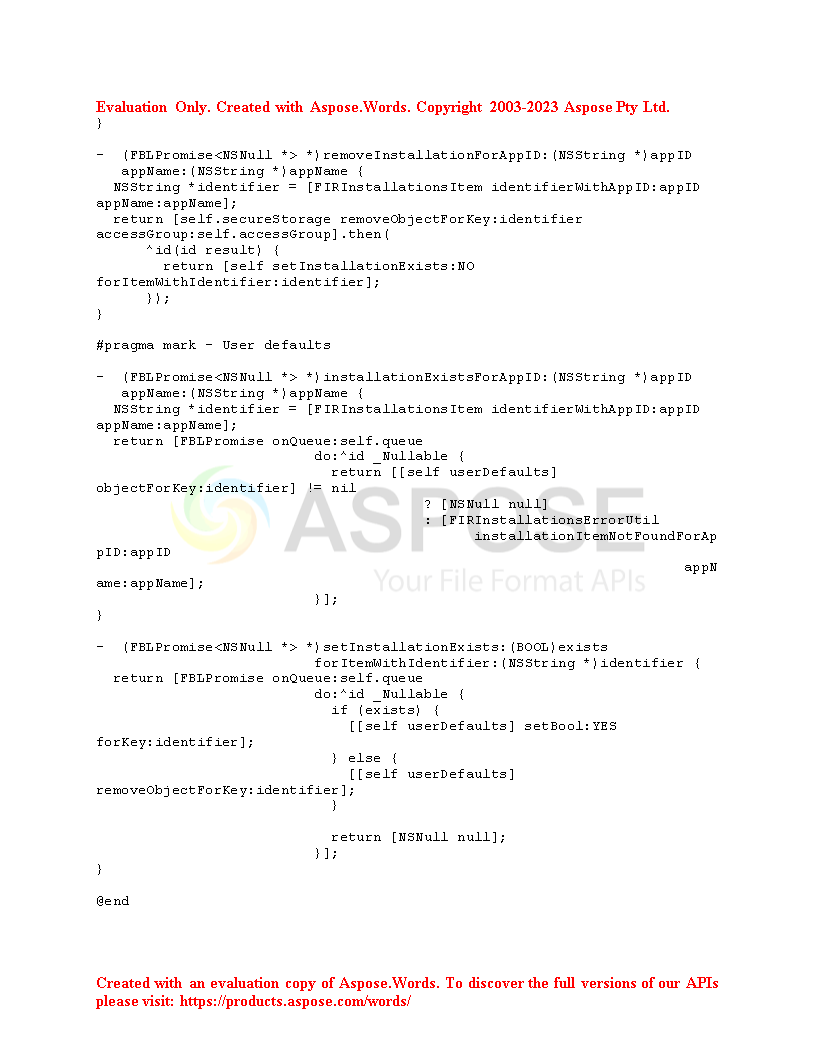 Evaluation Only. Created with Aspose.Words. Copyright 2003-2023 Aspose Pty Ltd.
}
- (FBLPromise<NSNull *> *)removeInstallationForAppID:(NSString *)appID
appName:(NSString *)appName {
NSString *identifier = [FIRInstallationsItem identifierWithAppID:appID
appName:appName];
return [self.secureStorage removeObjectForKey:identifier
accessGroup:self.accessGroup].then(
^id(id result) {
return [self setInstallationExists:NO
forItemWithIdentifier:identifier];
});
}
#pragma mark - User defaults
- (FBLPromise<NSNull *> *)installationExistsForAppID:(NSString *)appID
appName:(NSString *)appName {
NSString *identifier = [FIRInstallationsItem identifierWithAppID:appID
appName:appName];
return [FBLPromise onQueue:self.queue
do:^id _Nullable {
return [[self userDefaults]
objectForKey:identifier] != nil
? [NSNull null]
: [FIRInstallationsErrorUtil
installationItemNotFoundForAp
pID:appID
appN
ame:appName];
}];
}
- (FBLPromise<NSNull *> *)setInstallationExists:(BOOL)exists
forItemWithIdentifier:(NSString *)identifier {
return [FBLPromise onQueue:self.queue
do:^id _Nullable {
if (exists) {
[[self userDefaults] setBool:YES
forKey:identifier];
} else {
[[self userDefaults]
removeObjectForKey:identifier];
}
return [NSNull null];
}];
}
@end
ASPOSE
Your File Format APIs
Created with an evaluation copy of Aspose.Words. To discover the full versions of our APIs
please visit: https://products.aspose.com/words/